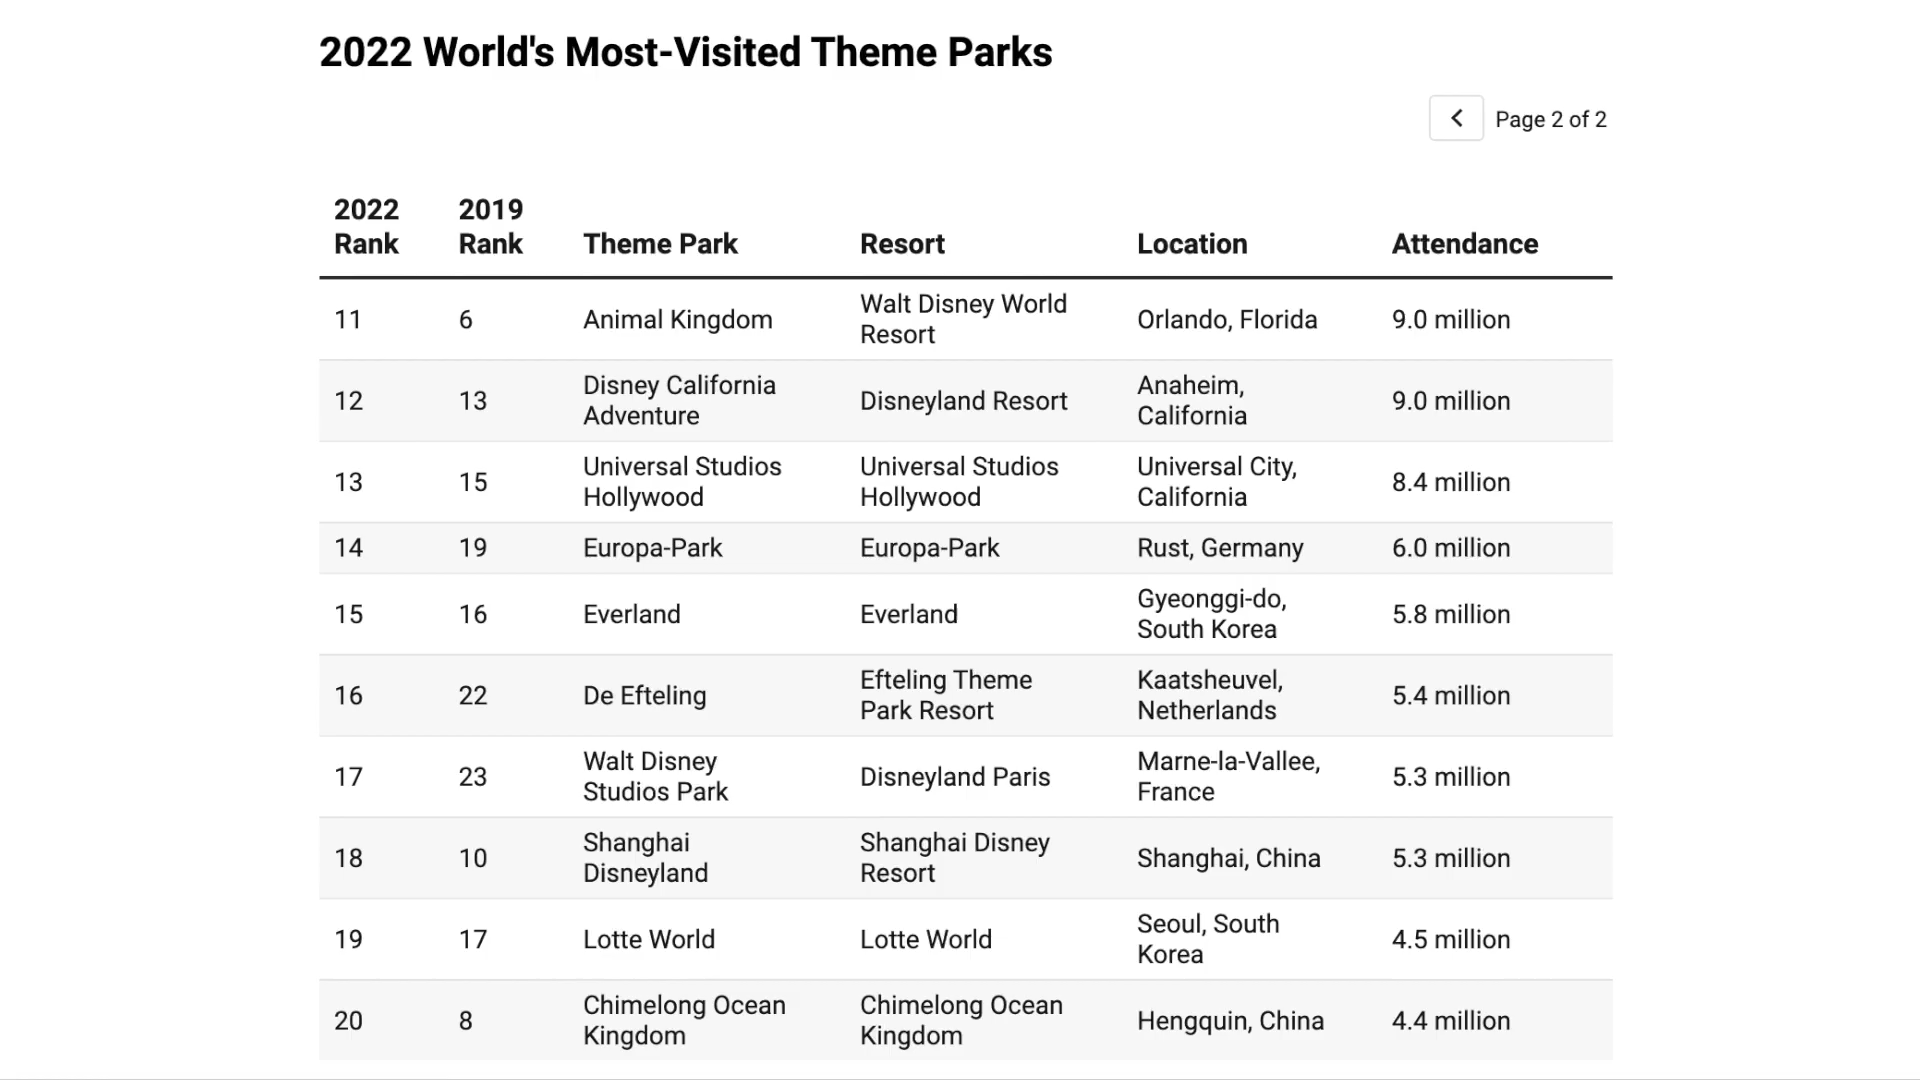 2022 World's Most-Visited Theme Parks
Page 2 of 2
2022 Rank 2019 Rank Theme Park Resort Location Attendance
11 6 Animal Kingdom Walt Disney World Resort Orlando, Florida 9.0 million
12 13 Disney California Adventure Disneyland Resort Anaheim, California 9.0 million
13 15 Universal Studios Hollywood Universal Studios Hollywood Universal City, California 8.4 million
14 19 Europa-Park Europa-Park Rust, Germany 6.0 million
15 16 Everland Everland Gyeonggi-do, South Korea 5.8 million
16 22 De Efteling Efteling Theme Park Resort Kaatsheuvel, Netherlands 5.4 million
17 23 Walt Disney Studios Park Disneyland Paris Marne-la-Vallee, France 5.3 million
18 10 Shanghai Disneyland Shanghai Disney Resort Shanghai, China 5.3 million
19 17 Lotte World Lotte World Seoul, South Korea 4.5 million
20 8 Chimelong Ocean Kingdom Chimelong Ocean Kingdom Hengquin, China 4.4 million